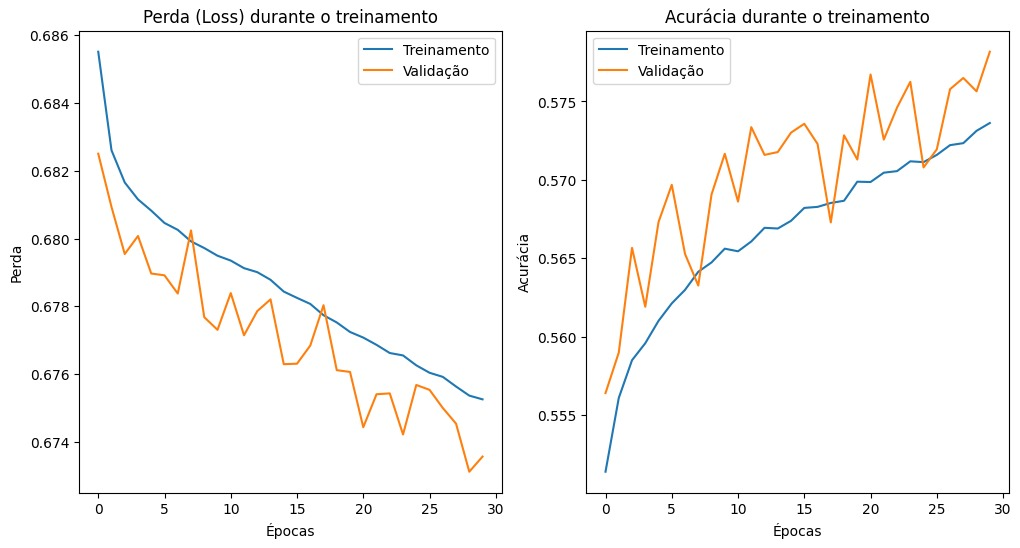 Perda (Loss) durante o treinamento
0.686
0.684
0.682
0.680
0.678
0.676
0.674
Perda
0 5 10 15 20 25 30
Épocas
Treinamento
Validação
Acurácia durante o treinamento
0.575
0.570
0.565
0.560
0.555
Acurácia
0 5 10 15 20 25 30
Épocas
Treinamento
Validação